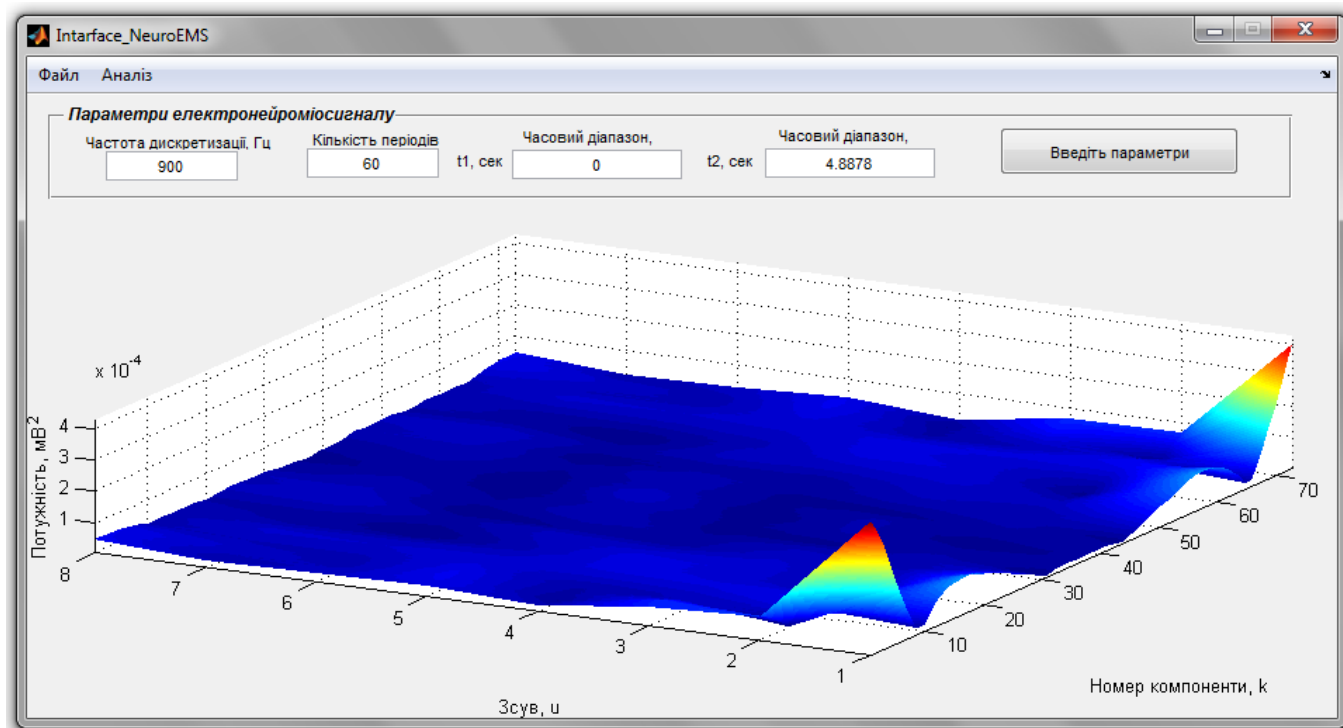 Intarface_NeuroEMS
Файл Аналіз
Параметри електронейроміосигналу
Частота дискретизації, Гц Кількість періодів Часовий діапазон, Часовий діапазон,
900 60 t1, сек 0 t2, сек 4.8878 Введіть параметри
x 10^-4
Потужність, мВ²
4
3
2
1
8 7 6 5 4 3 2 1
10 20 30 40 50 60 70
Номер компоненти, k
Зсув, u